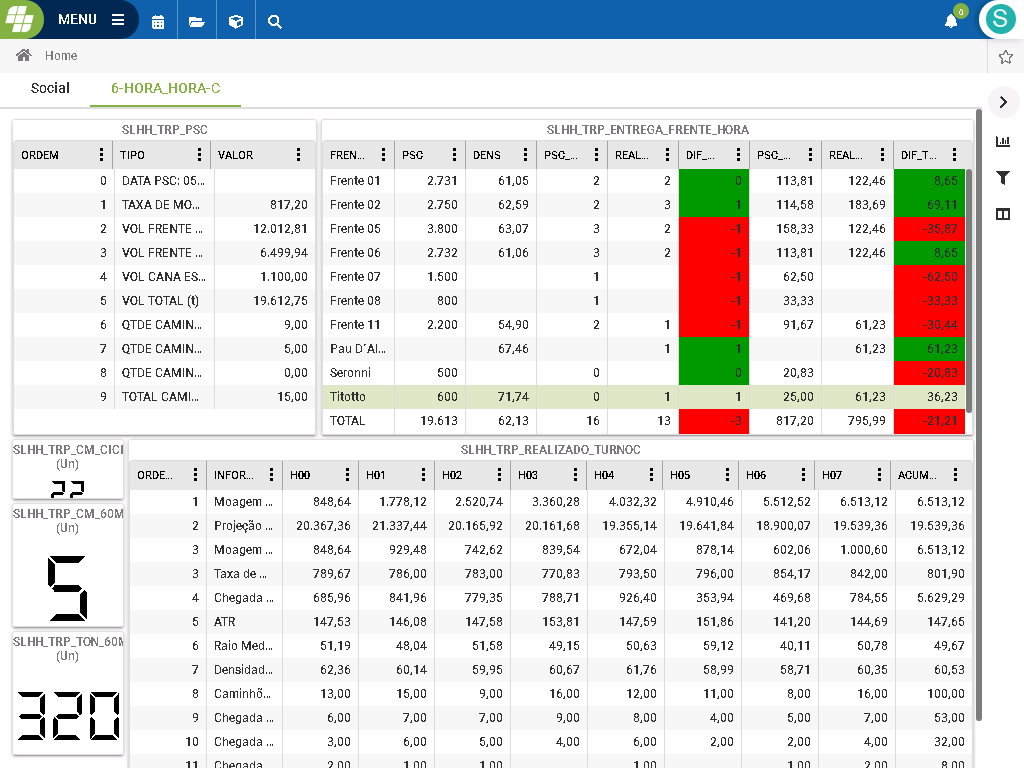 MENU
0
S
Home
Social 6-HORA_HORA-C
SLHH_TRP_PSC
ORDEM TIPO VALOR
0 DATA PSC: 05...
1 TAXA DE MO... 817,20
2 VOL FRENTE ... 12.012,81
3 VOL FRENTE ... 6.499,94
4 VOL CANA ES... 1.100,00
5 VOL TOTAL (t) 19.612,75
6 QTDE CAMIN... 9,00
7 QTDE CAMIN... 5,00
8 QTDE CAMIN... 0,00
9 TOTAL CAMI... 15,00
SLHH_TRP_ENTREGA_FRENTE_HORA
FREN... PSC DENS PSC_... REAL... DIF_... PSC_... REAL... DIF_T...
Frente 01 2.731 61,05 2 2 0 113,81 122,46 8,65
Frente 02 2.750 62,59 2 3 1 114,58 183,69 69,11
Frente 05 3.800 63,07 3 2 -1 158,33 122,46 -35,87
Frente 06 2.732 61,06 3 2 -1 113,81 122,46 8,65
Frente 07 1.500 1 -1 62,50 -62,50
Frente 08 800 1 -1 33,33 -33,33
Frente 11 2.200 54,90 2 1 -1 91,67 61,23 -30,44
Pau D´Al... 67,46 1 1 61,23 61,23
Seronni 500 0 0 20,83 -20,83
Titotto 600 71,74 0 1 1 25,00 61,23 36,23
TOTAL 19.613 62,13 16 13 -3 817,20 795,99 -21,21
SLHH_TRP_CM_CICI
(Un)
22
SLHH_TRP_CM_60M
(Un)
5
SLHH_TRP_TON_60M
(Un)
320
SLHH_TRP_REALIZADO_TURNOC
ORDE... INFOR... H00 H01 H02 H03 H04 H05 H06 H07 ACUM...
1 Moagem ... 848,64 1.778,12 2.520,74 3.360,28 4.032,32 4.910,46 5.512,52 6.513,12 6.513,12
2 Projeção ... 20.367,36 21.337,44 20.165,92 20.161,68 19.355,14 19.641,84 18.900,07 19.539,36 19.539,36
3 Moagem ... 848,64 929,48 742,62 839,54 672,04 878,14 602,06 1.000,60 6.513,12
3 Taxa de ... 789,67 786,00 783,00 770,83 793,50 796,00 854,17 842,00 801,90
4 Chegada ... 685,96 841,96 779,35 788,71 926,40 353,94 469,68 784,55 5.629,29
5 ATR 147,53 146,08 147,58 153,81 147,59 151,86 141,20 144,69 147,65
6 Raio Med... 51,19 48,04 51,58 49,15 50,63 59,12 40,11 50,78 49,67
7 Densidad... 62,36 60,14 59,95 60,67 61,76 58,99 58,71 60,35 60,53
8 Caminhõ... 13,00 15,00 9,00 16,00 12,00 11,00 8,00 16,00 100,00
9 Chegada ... 6,00 7,00 7,00 9,00 8,00 4,00 5,00 7,00 53,00
10 Chegada ... 3,00 6,00 5,00 4,00 6,00 2,00 2,00 4,00 32,00
11 Chegada ... 2,00 1,00 1,00 1,00 1,00 2,00 8,00